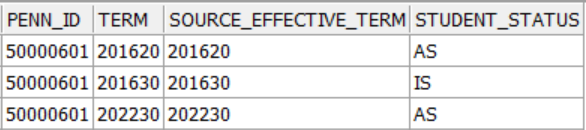 PENN_ID TERM SOURCE_EFFECTIVE_TERM STUDENT_STATUS
50000601 201620 201620 AS
50000601 201630 201630 IS
50000601 202230 202230 AS